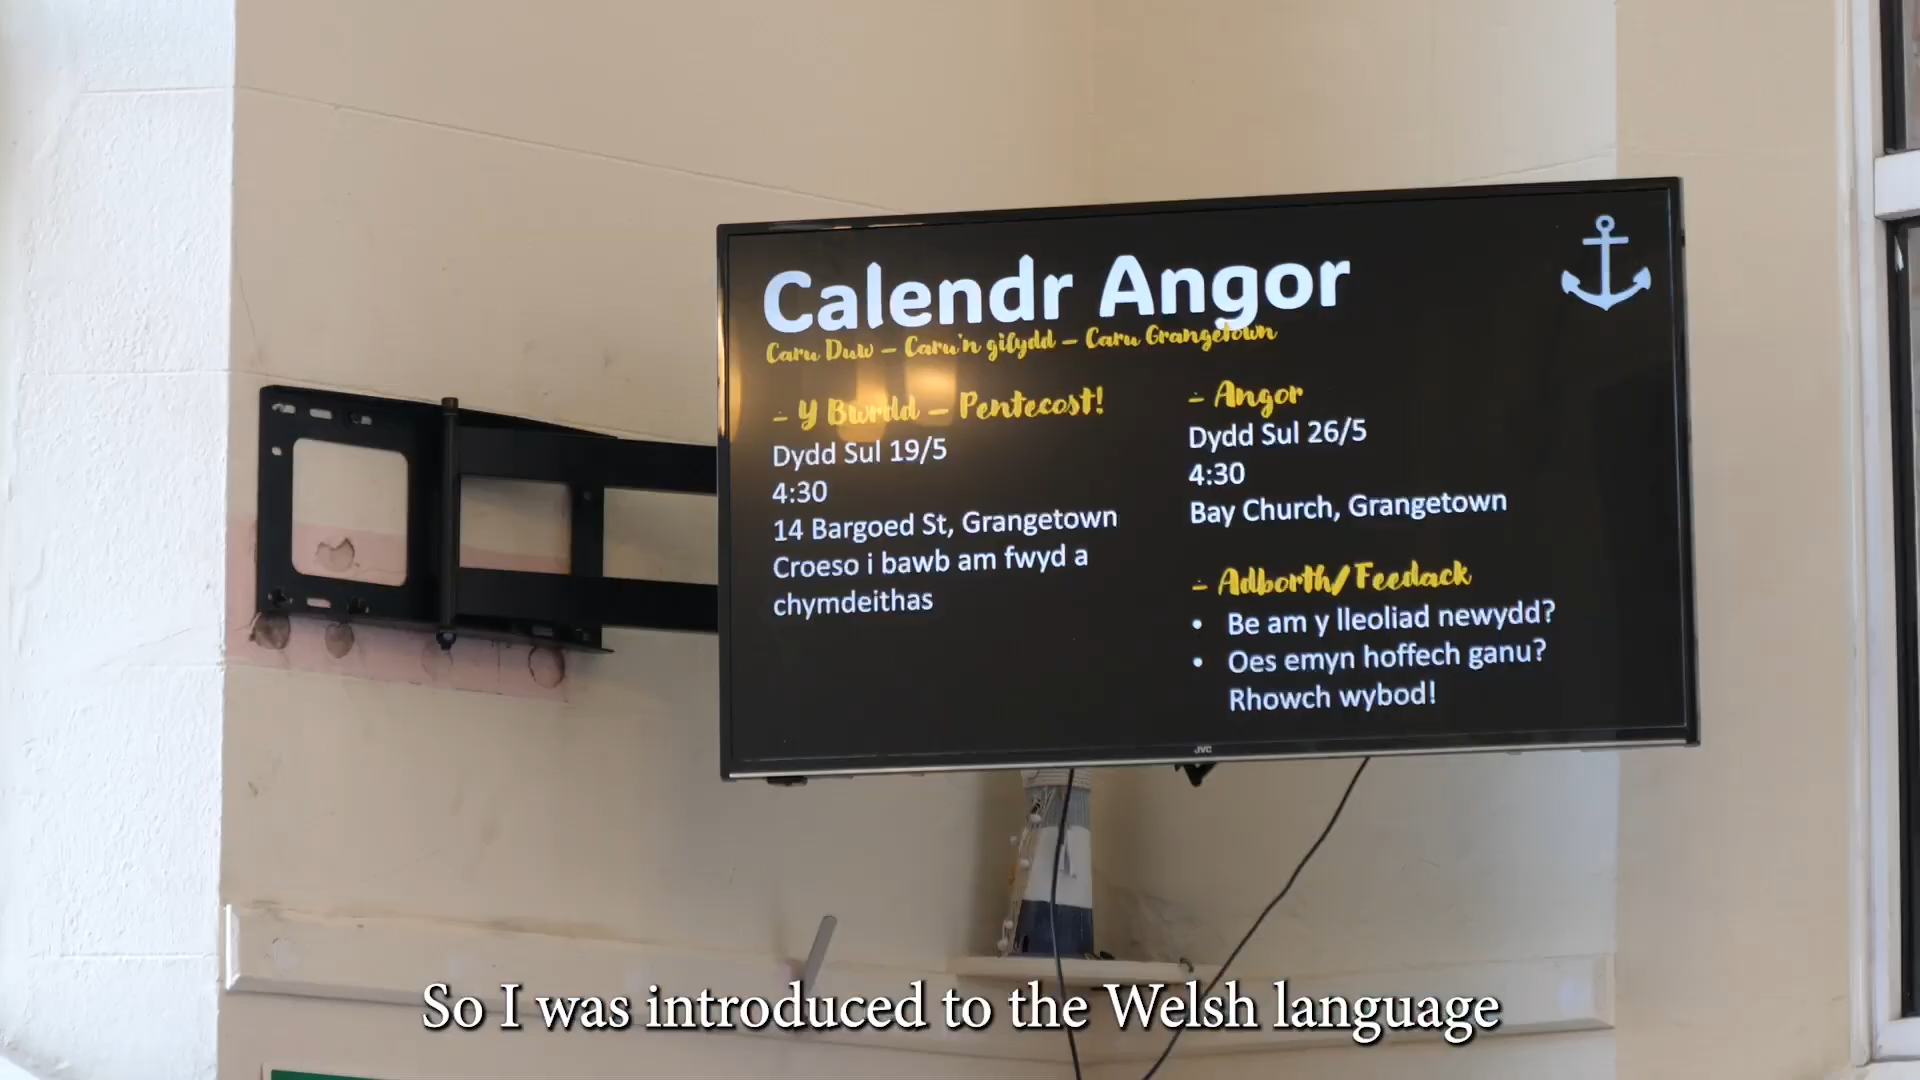 Calendr Angor
Caru Duw – Caru'n gilydd – Caru Grangetown
- Y Bwrdd – Pentecost!
Dydd Sul 19/5
4:30
14 Bargoed St, Grangetown
Croeso i bawb am fwyd a
chymdeithas
- Angor
Dydd Sul 26/5
4:30
Bay Church, Grangetown
- Adborth/Feedack
• Be am y lleoliad newydd?
• Oes emyn hoffech ganu?
Rhowch wybod!
JVC
So I was introduced to the Welsh language